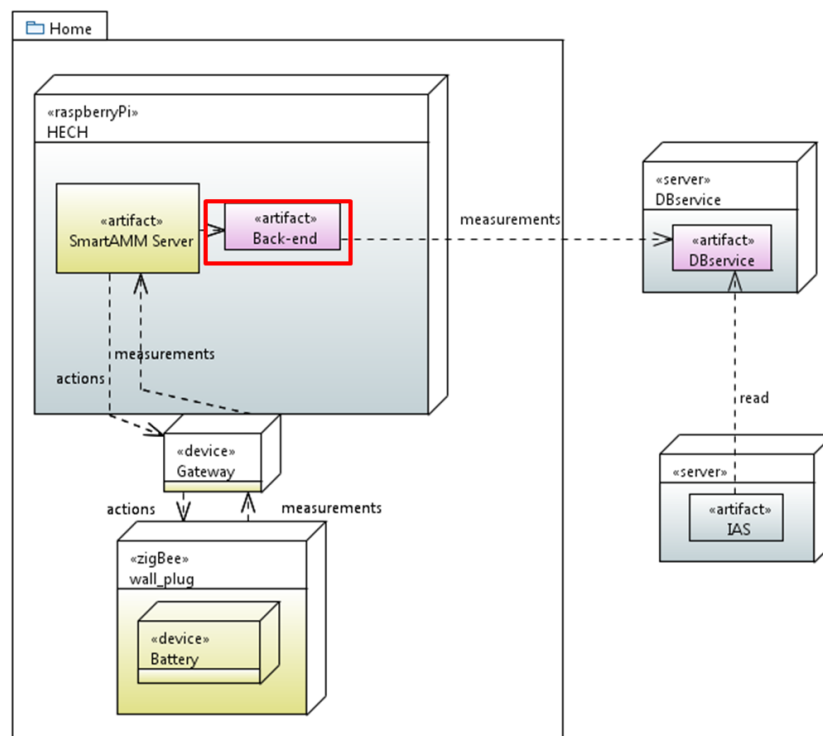 Home
«raspberryPi»
HECH
«artifact»
SmartAMM Server
«artifact»
Back-end
measurements
«server»
DBservice
«artifact»
DBservice
measurements
actions
read
«device»
Gateway
actions
measurements
«server»
«artifact»
IAS
«zigBee»
wall_plug
«device»
Battery